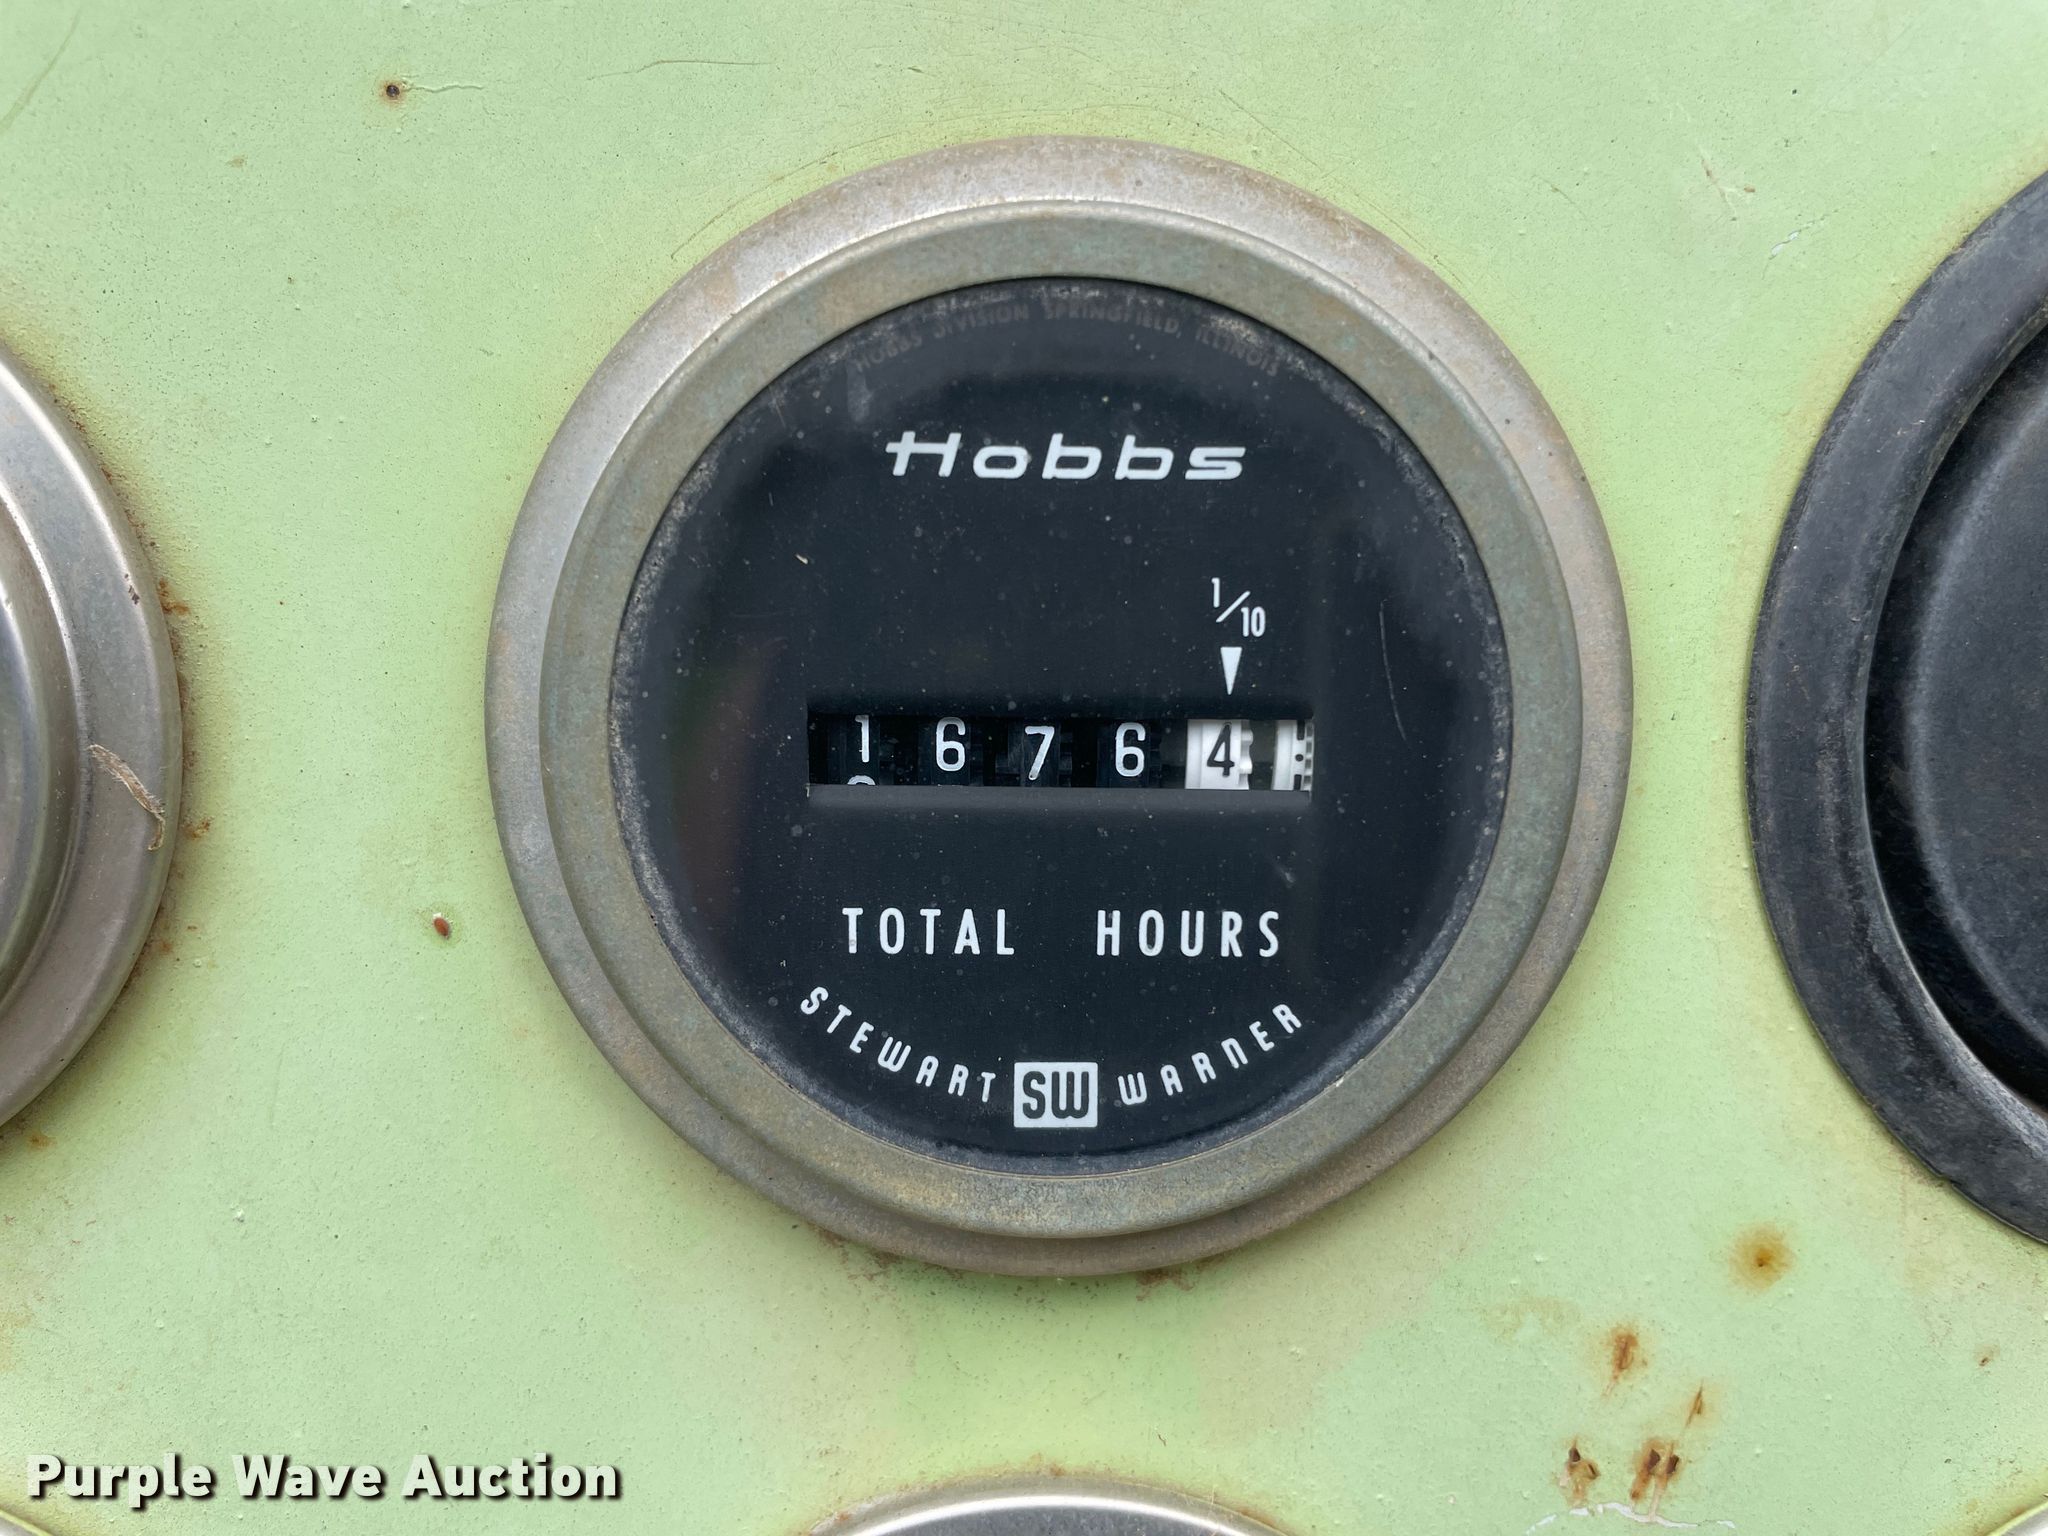 HOBBS DIVISION SPRINGFIELD, ILLINOIS
Hobbs
1/10
1 6 7 6 4
TOTAL HOURS
STEWART SW WARNER
Purple Wave Auction